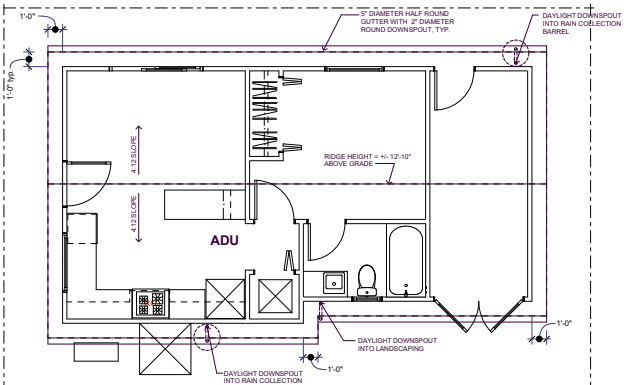 1'-0"
5" DIAMETER HALF ROUND
GUTTER WITH 2" DIAMETER
ROUND DOWNSPOUT, TYP.
DAYLIGHT DOWNSPOUT
INTO RAIN COLLECTION
BARREL
1'-0" typ.
4:12 SLOPE
RIDGE HEIGHT = +/- 12'-10"
ABOVE GRADE
4:12 SLOPE
ADU
1'-0"
DAYLIGHT DOWNSPOUT
INTO LANDSCAPING
1'-0"
DAYLIGHT DOWNSPOUT
INTO RAIN COLLECTION